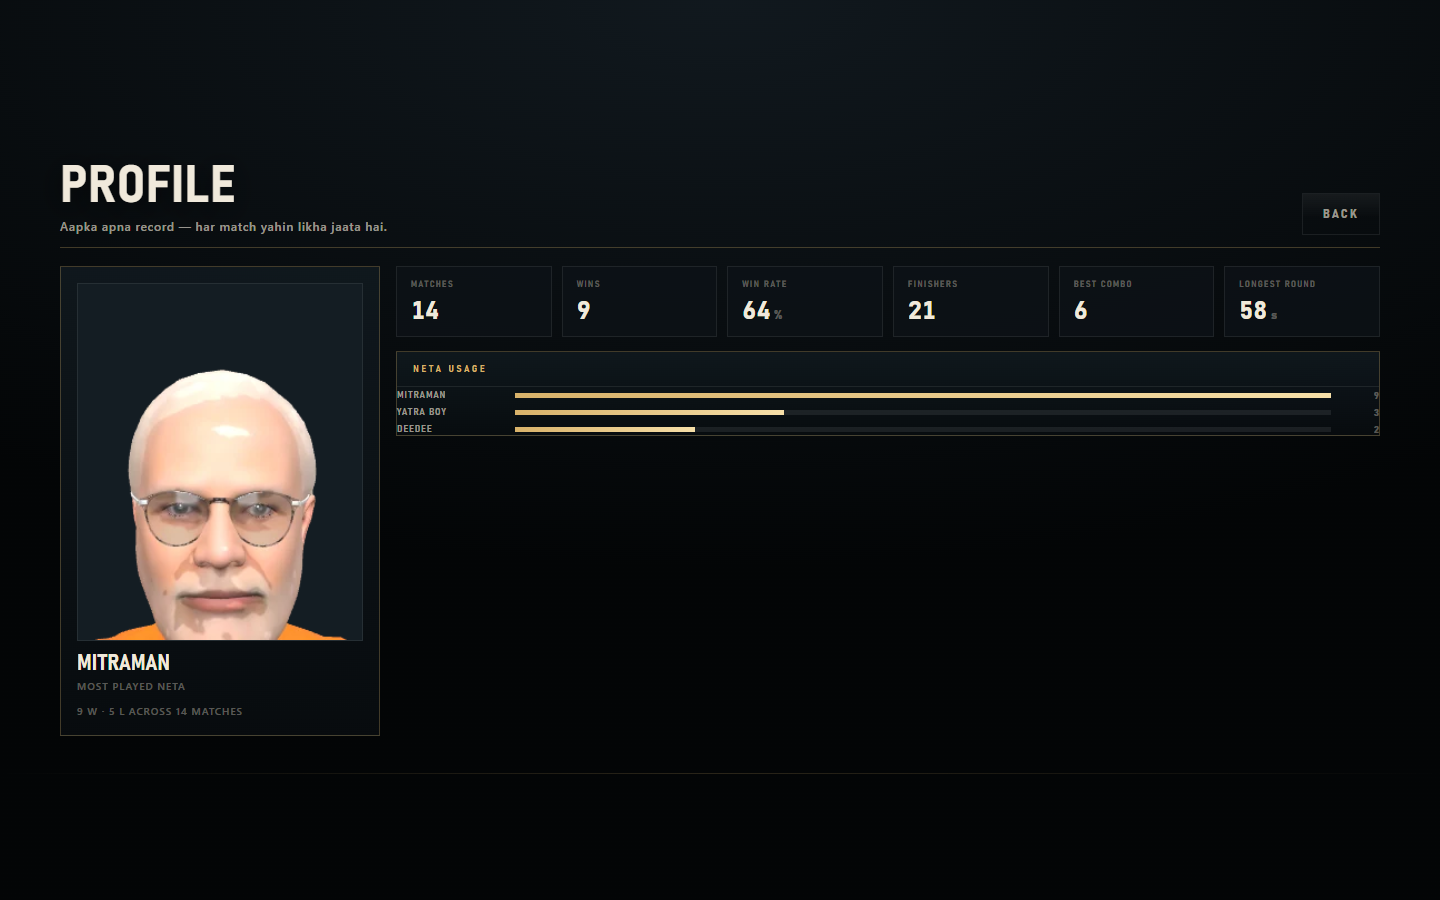 PROFILE
Aapka apna record — har match yahin likha jaata hai.
BACK
MITRAMAN
MOST PLAYED NETA
9 W · 5 L ACROSS 14 MATCHES
MATCHES
14
WINS
9
WIN RATE
64 %
FINISHERS
21
BEST COMBO
6
LONGEST ROUND
58 s
NETA USAGE
MITRAMAN 9
YATRA BOY 3
DEEDEE 2